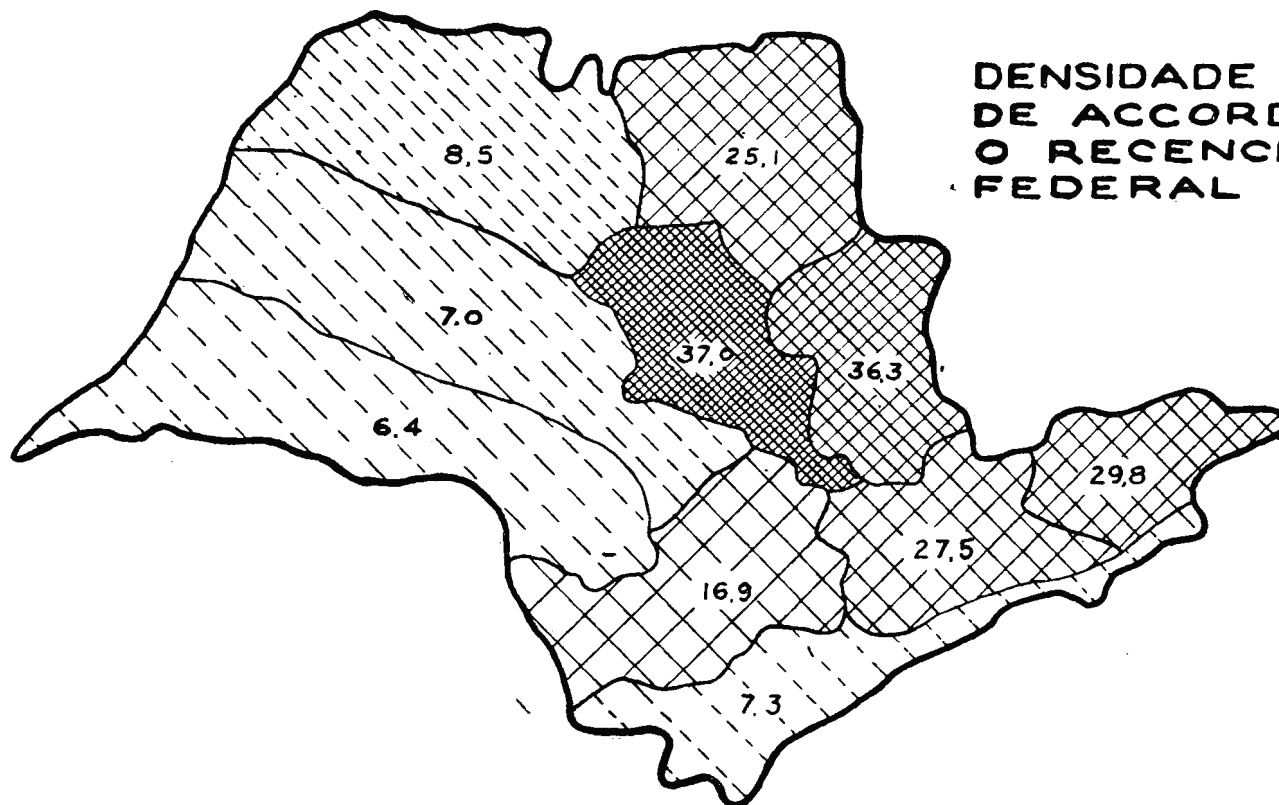 DENSIDADE
DE ACCORD
O RECENC
FEDERAL
8,5
25,1
7.0
37,0
36,3
6,4
29,8
27,5
16,9
7.3